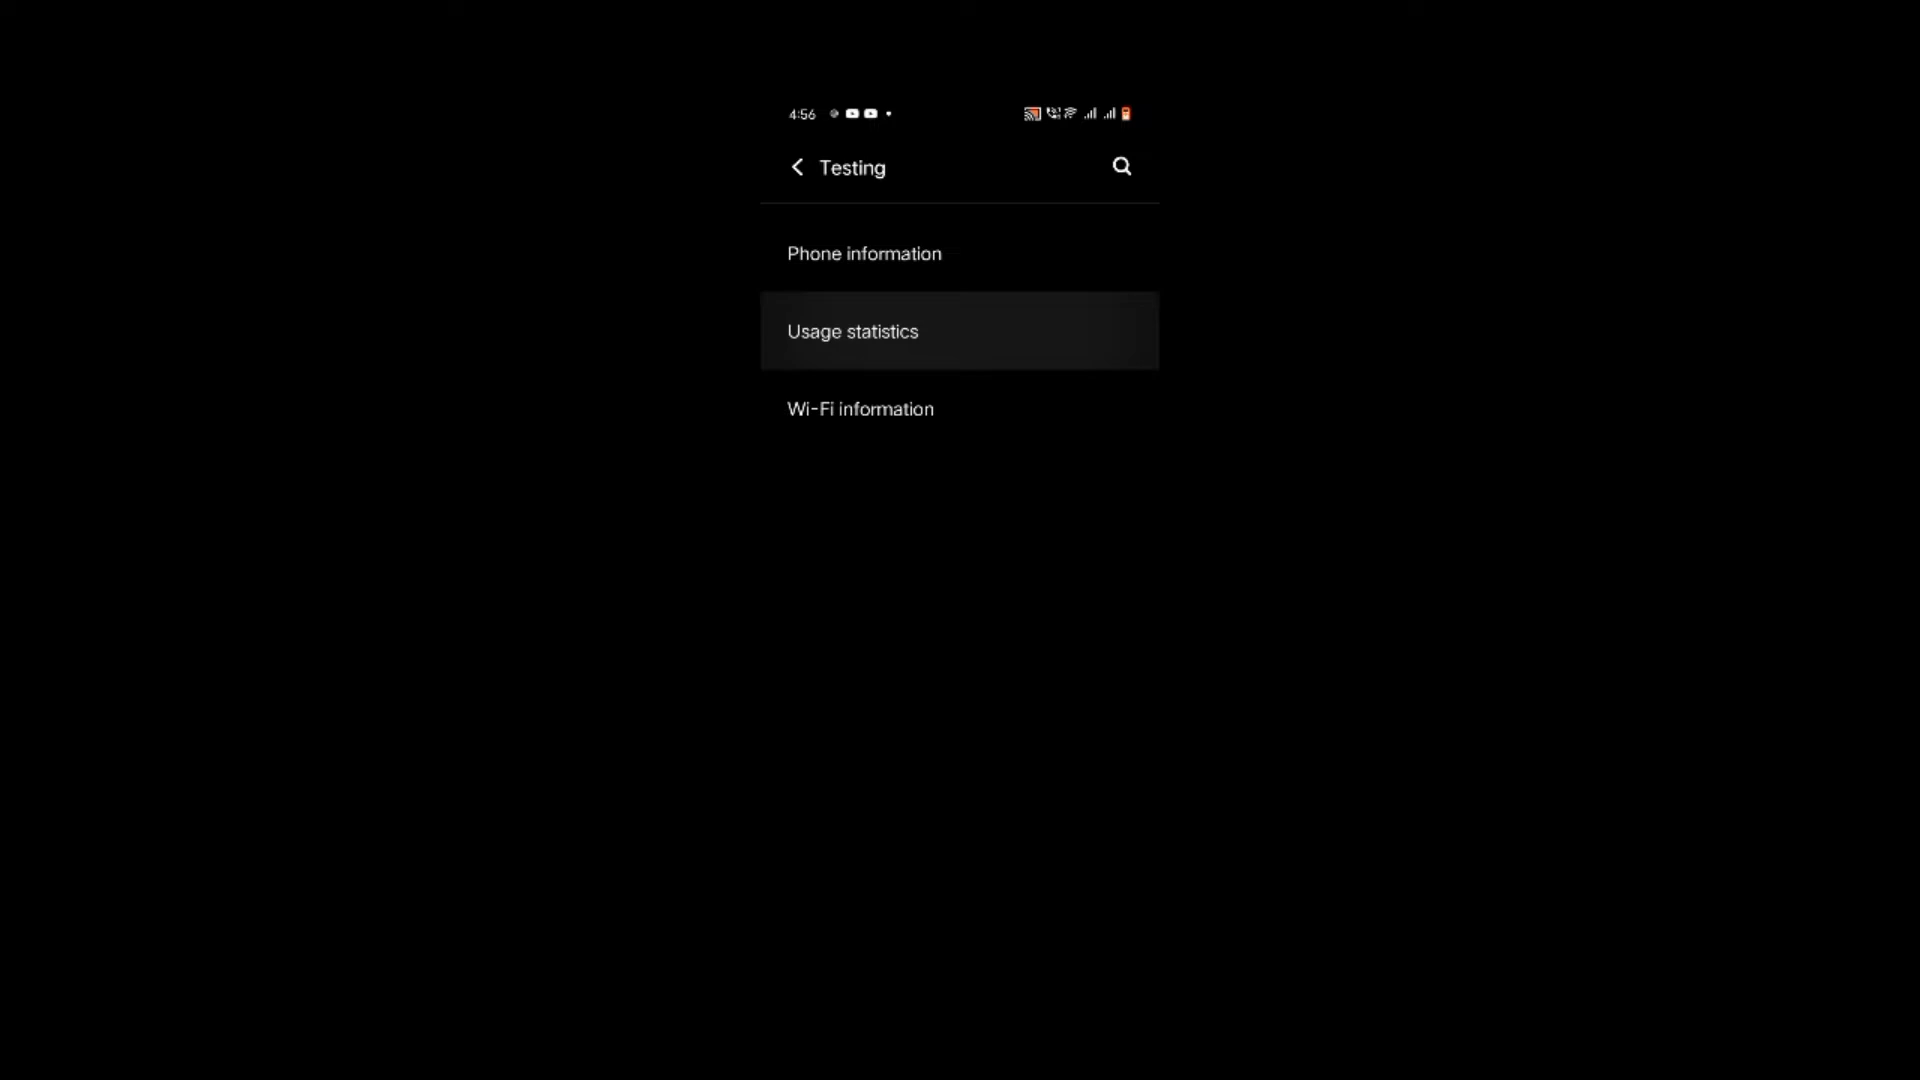 4:56
Testing
Phone information
Usage statistics
Wi-Fi information